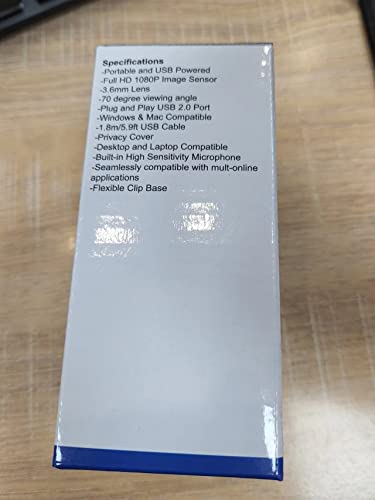 Specifications
-Portable and USB Powered
-Full HD 1080P Image Sensor
-3.6mm Lens
-70 degree viewing angle
-Plug and Play USB 2.0 Port
-Windows & Mac Compatible
-1.8m/5.9ft USB Cable
-Privacy Cover
-Desktop and Laptop Compatible
-Built-in High Sensitivity Microphone
-Seamlessly compatible with mult-online
applications
-Flexible Clip Base